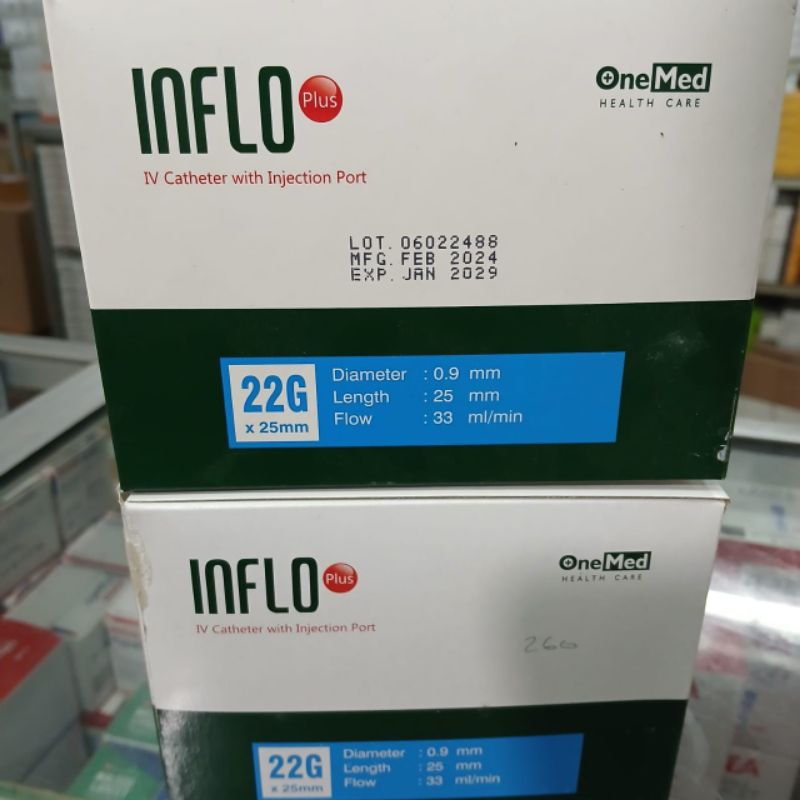 INFLO Plus
OneMed
HEALTH CARE
IV Catheter with Injection Port
LOT. 06022488
MFG. FEB 2024
EXP. JAN 2029
22G
x 25mm
Diameter : 0.9 mm
Length : 25 mm
Flow : 33 ml/min
INFLO Plus
OneMed
HEALTH CARE
IV Catheter with Injection Port
260
22G
x 25mm
Diameter : 0.9 mm
Length : 25 mm
Flow : 33 ml/min